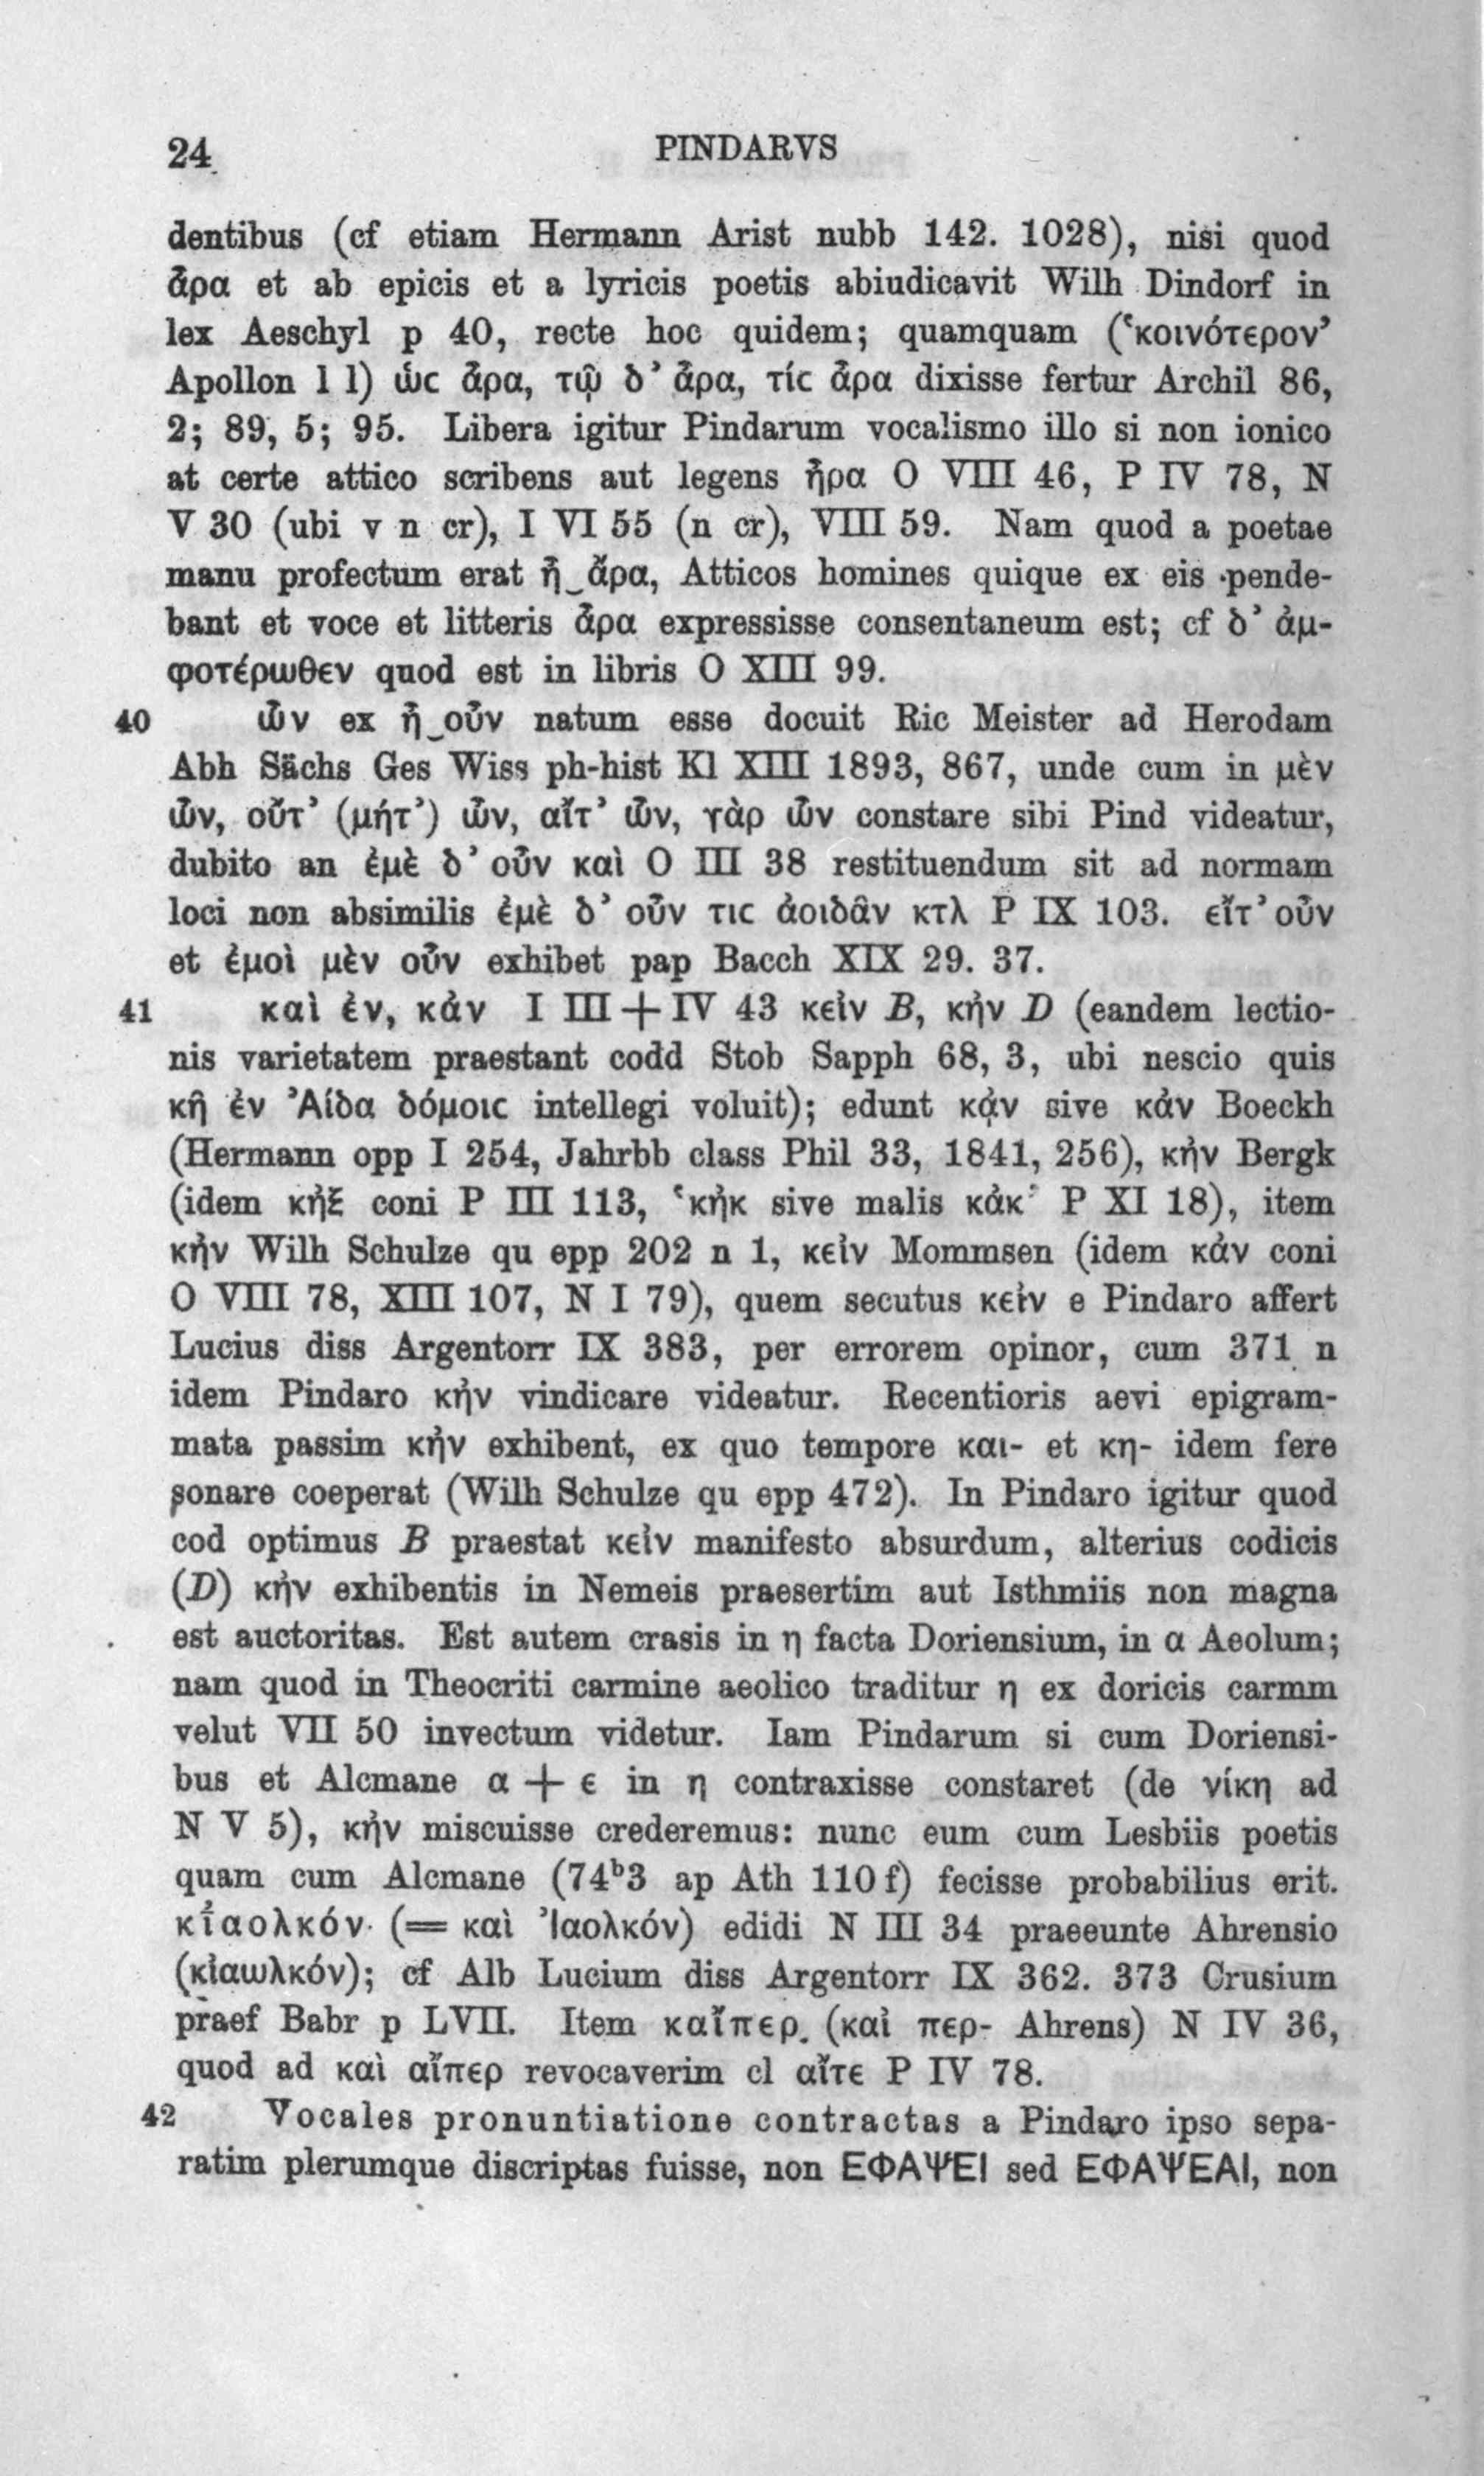 24 PINDARVS
dentibus (cf etiam Hermann Arist nubb 142. 1028), nisi quod
ἆρα et ab epicis et a lyricis poetis abiudicavit Wilh Dindorf in
lex Aeschyl p 40, recte hoc quidem; quamquam (ʽκοινότερονʼ
Apollon l l) ὡϲ ἆρα, τῷ δ’ ἆρα, τίϲ ἆρα dixisse fertur Archil 86,
2; 89, 5; 95. Libera igitur Pindarum vocalismo illo si non ionico
at certe attico scribens aut legens ἦρα O VIII 46, P IV 78, N
V 30 (ubi v n cr), I VI 55 (n cr), VIII 59. Nam quod a poetae
manu profectum erat ἦ‿ἄρα, Atticos homines quique ex eis pende-
bant et voce et litteris ἆρα expressisse consentaneum est; cf δ’ ἀμ-
φοτέρωθεν quod est in libris O XIII 99.
40 ὦν ex ἦ‿οὖν natum esse docuit Ric Meister ad Herodam
Abh Sächs Ges Wiss ph-hist Kl XIII 1893, 867, unde cum in μὲν
ὦν, οὔτ’ (μήτ’) ὦν, αἴτ’ ὦν, γὰρ ὦν constare sibi Pind videatur,
dubito an ἐμὲ δ’ οὖν καὶ O III 38 restituendum sit ad normam
loci non absimilis ἐμὲ δ’ οὖν τιϲ ἀοιδᾶν κτλ P IX 103. εἴτ’ οὖν
et ἐμοὶ μὲν οὖν exhibet pap Bacch XIX 29. 37.
41 καὶ ἐν, κἀν I III + IV 43 κεἰν B, κἠν D (eandem lectio-
nis varietatem praestant codd Stob Sapph 68, 3, ubi nescio quis
κῆ ἐν ’Αίδα δόμοιϲ intellegi voluit); edunt κᾀν sive κἀν Boeckh
(Hermann opp I 254, Jahrbb class Phil 33, 1841, 256), κἠν Bergk
(idem κἠξ coni P III 113, ʽκἠκ sive malis κἀκʼ P XI 18), item
κἠν Wilh Schulze qu epp 202 n 1, κεἰν Mommsen (idem κἀν coni
O VIII 78, XIII 107, N I 79), quem secutus κεἰν e Pindaro affert
Lucius diss Argentorr IX 383, per errorem opinor, cum 371 n
idem Pindaro κἠν vindicare videatur. Recentioris aevi epigram-
mata passim κἠν exhibent, ex quo tempore και- et κη- idem fere
sonare coeperat (Wilh Schulze qu epp 472). In Pindaro igitur quod
cod optimus B praestat κεἰν manifesto absurdum, alterius codicis
(D) κἠν exhibentis in Nemeis praesertim aut Isthmiis non magna
est auctoritas. Est autem crasis in η facta Doriensium, in α Aeolum;
nam quod in Theocriti carmine aeolico traditur η ex doricis carmm
velut VII 50 invectum videtur. Iam Pindarum si cum Doriensi-
bus et Alcmane α + ε in η contraxisse constaret (de νίκη ad
N V 5), κἠν miscuisse crederemus: nunc eum cum Lesbiis poetis
quam cum Alcmane (74ᵇ3 ap Ath 110 f) fecisse probabilius erit.
κἰ̄αολκόν (= καὶ ’Ιαολκόν) edidi N III 34 praeeunte Ahrensio
(κἰαωλκόν); cf Alb Lucium diss Argentorr IX 362. 373 Crusium
praef Babr p LVII. Item καἴπερ (καἰ περ- Ahrens) N IV 36,
quod ad καὶ αἴπερ revocaverim cl αἴτε P IV 78.
42 Vocales pronuntiatione contractas a Pindaro ipso sepa-
ratim plerumque discriptas fuisse, non ΕΦΑΨΕΙ sed ΕΦΑΨΕΑΙ, non